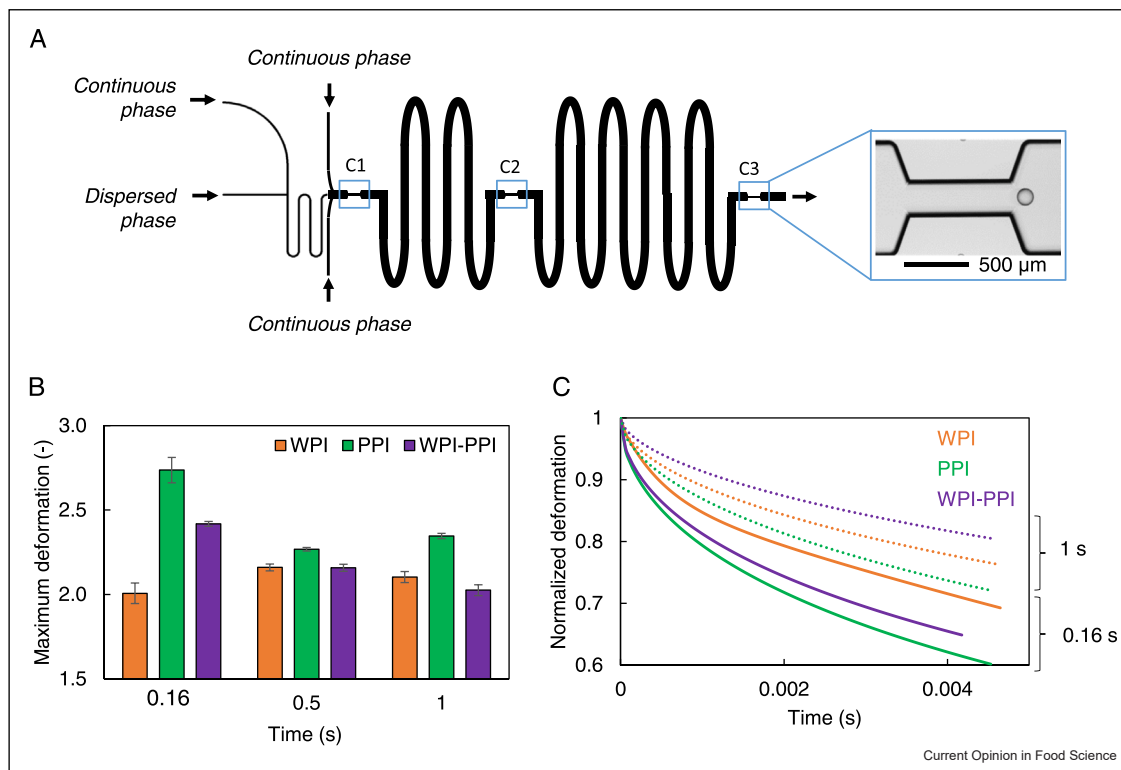 A
Continuous phase
Continuous
phase
Dispersed
phase
Continuous phase
C1
C2
C3
500 µm
B
Maximum deformation (-)
3.0
2.5
2.0
1.5
WPI PPI WPI-PPI
0.16 0.5 1
Time (s)
C
Normalized deformation
1
0.9
0.8
0.7
0.6
WPI
PPI
WPI-PPI
1 s
0.16 s
0 0.002 0.004
Time (s)
Current Opinion in Food Science